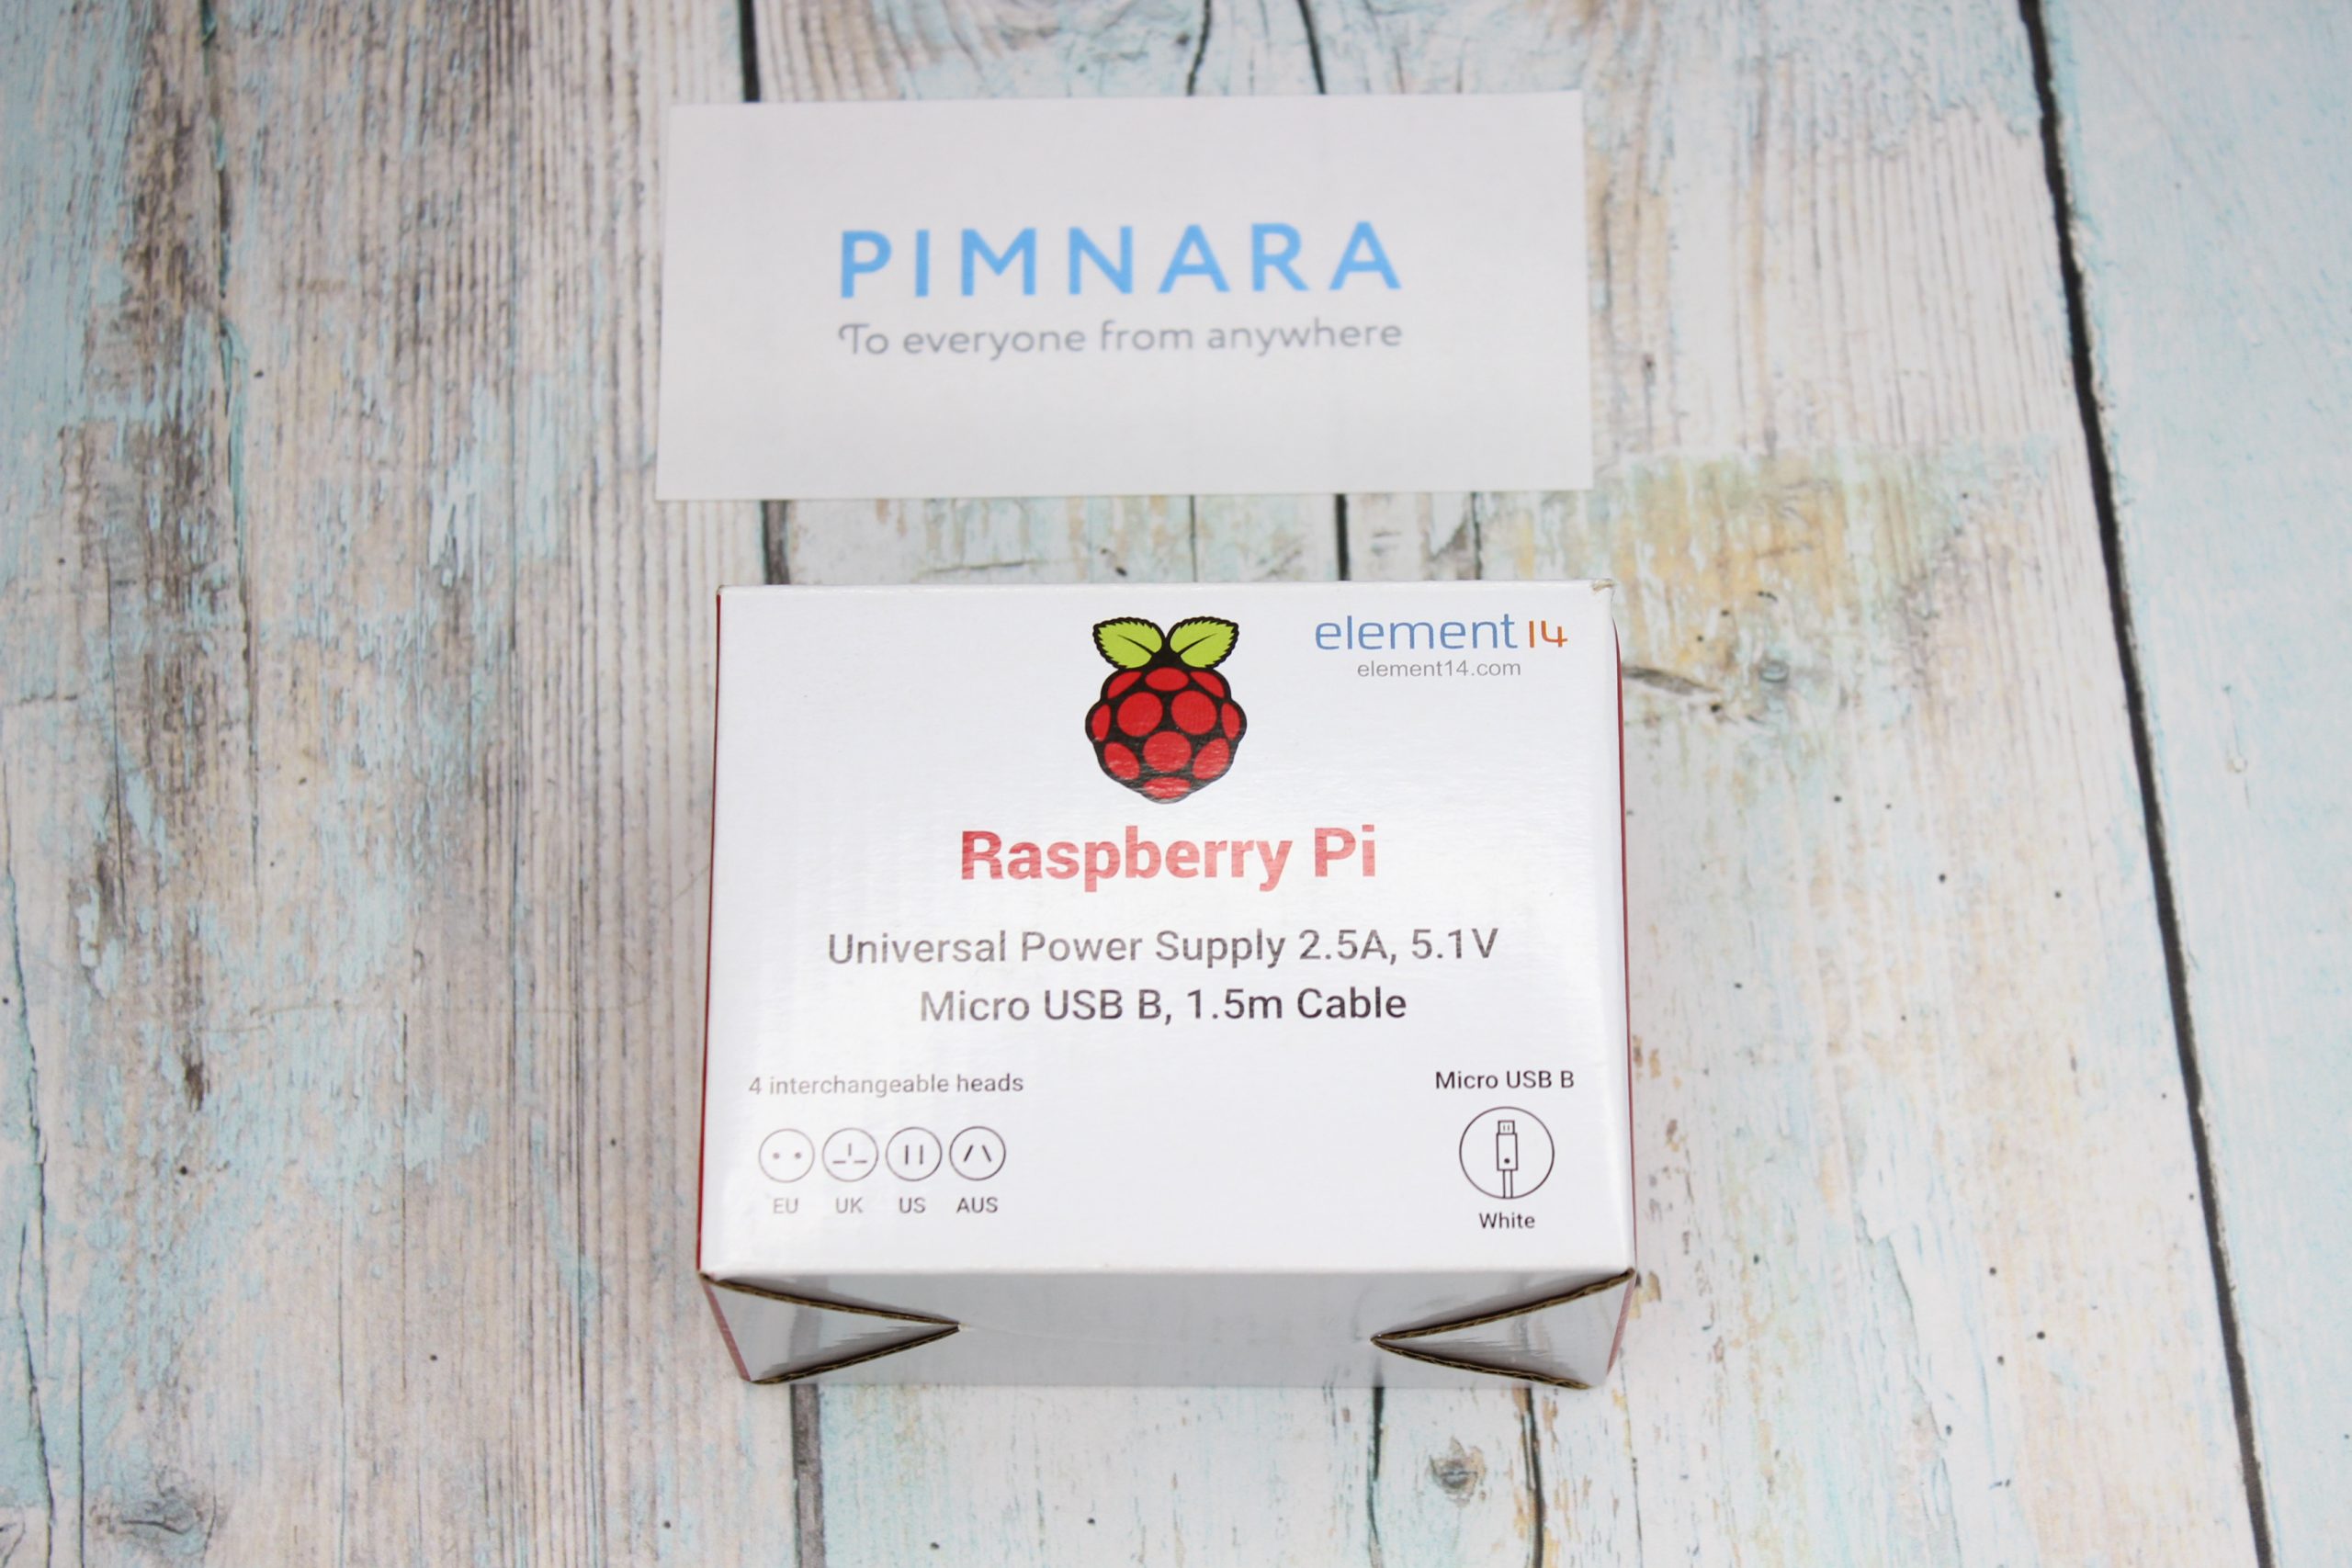 PIMNARA
To everyone from anywhere
element14
element14.com
Raspberry Pi
Universal Power Supply 2.5A, 5.1V
Micro USB B, 1.5m Cable
4 interchangeable heads
EU UK US AUS
Micro USB B
White